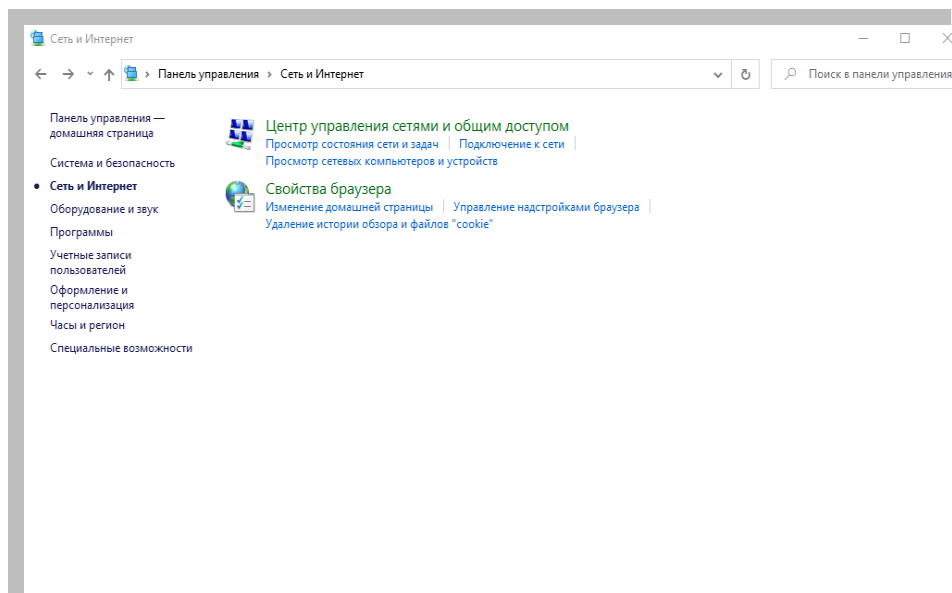 Сеть и Интернет
Панель управления › Сеть и Интернет
Поиск в панели управления
Панель управления —
домашняя страница
Система и безопасность
Сеть и Интернет
Оборудование и звук
Программы
Учетные записи
пользователей
Оформление и
персонализация
Часы и регион
Специальные возможности
Центр управления сетями и общим доступом
Просмотр состояния сети и задач
Подключение к сети
Просмотр сетевых компьютеров и устройств
Свойства браузера
Изменение домашней страницы
Управление надстройками браузера
Удаление истории обзора и файлов "cookie"